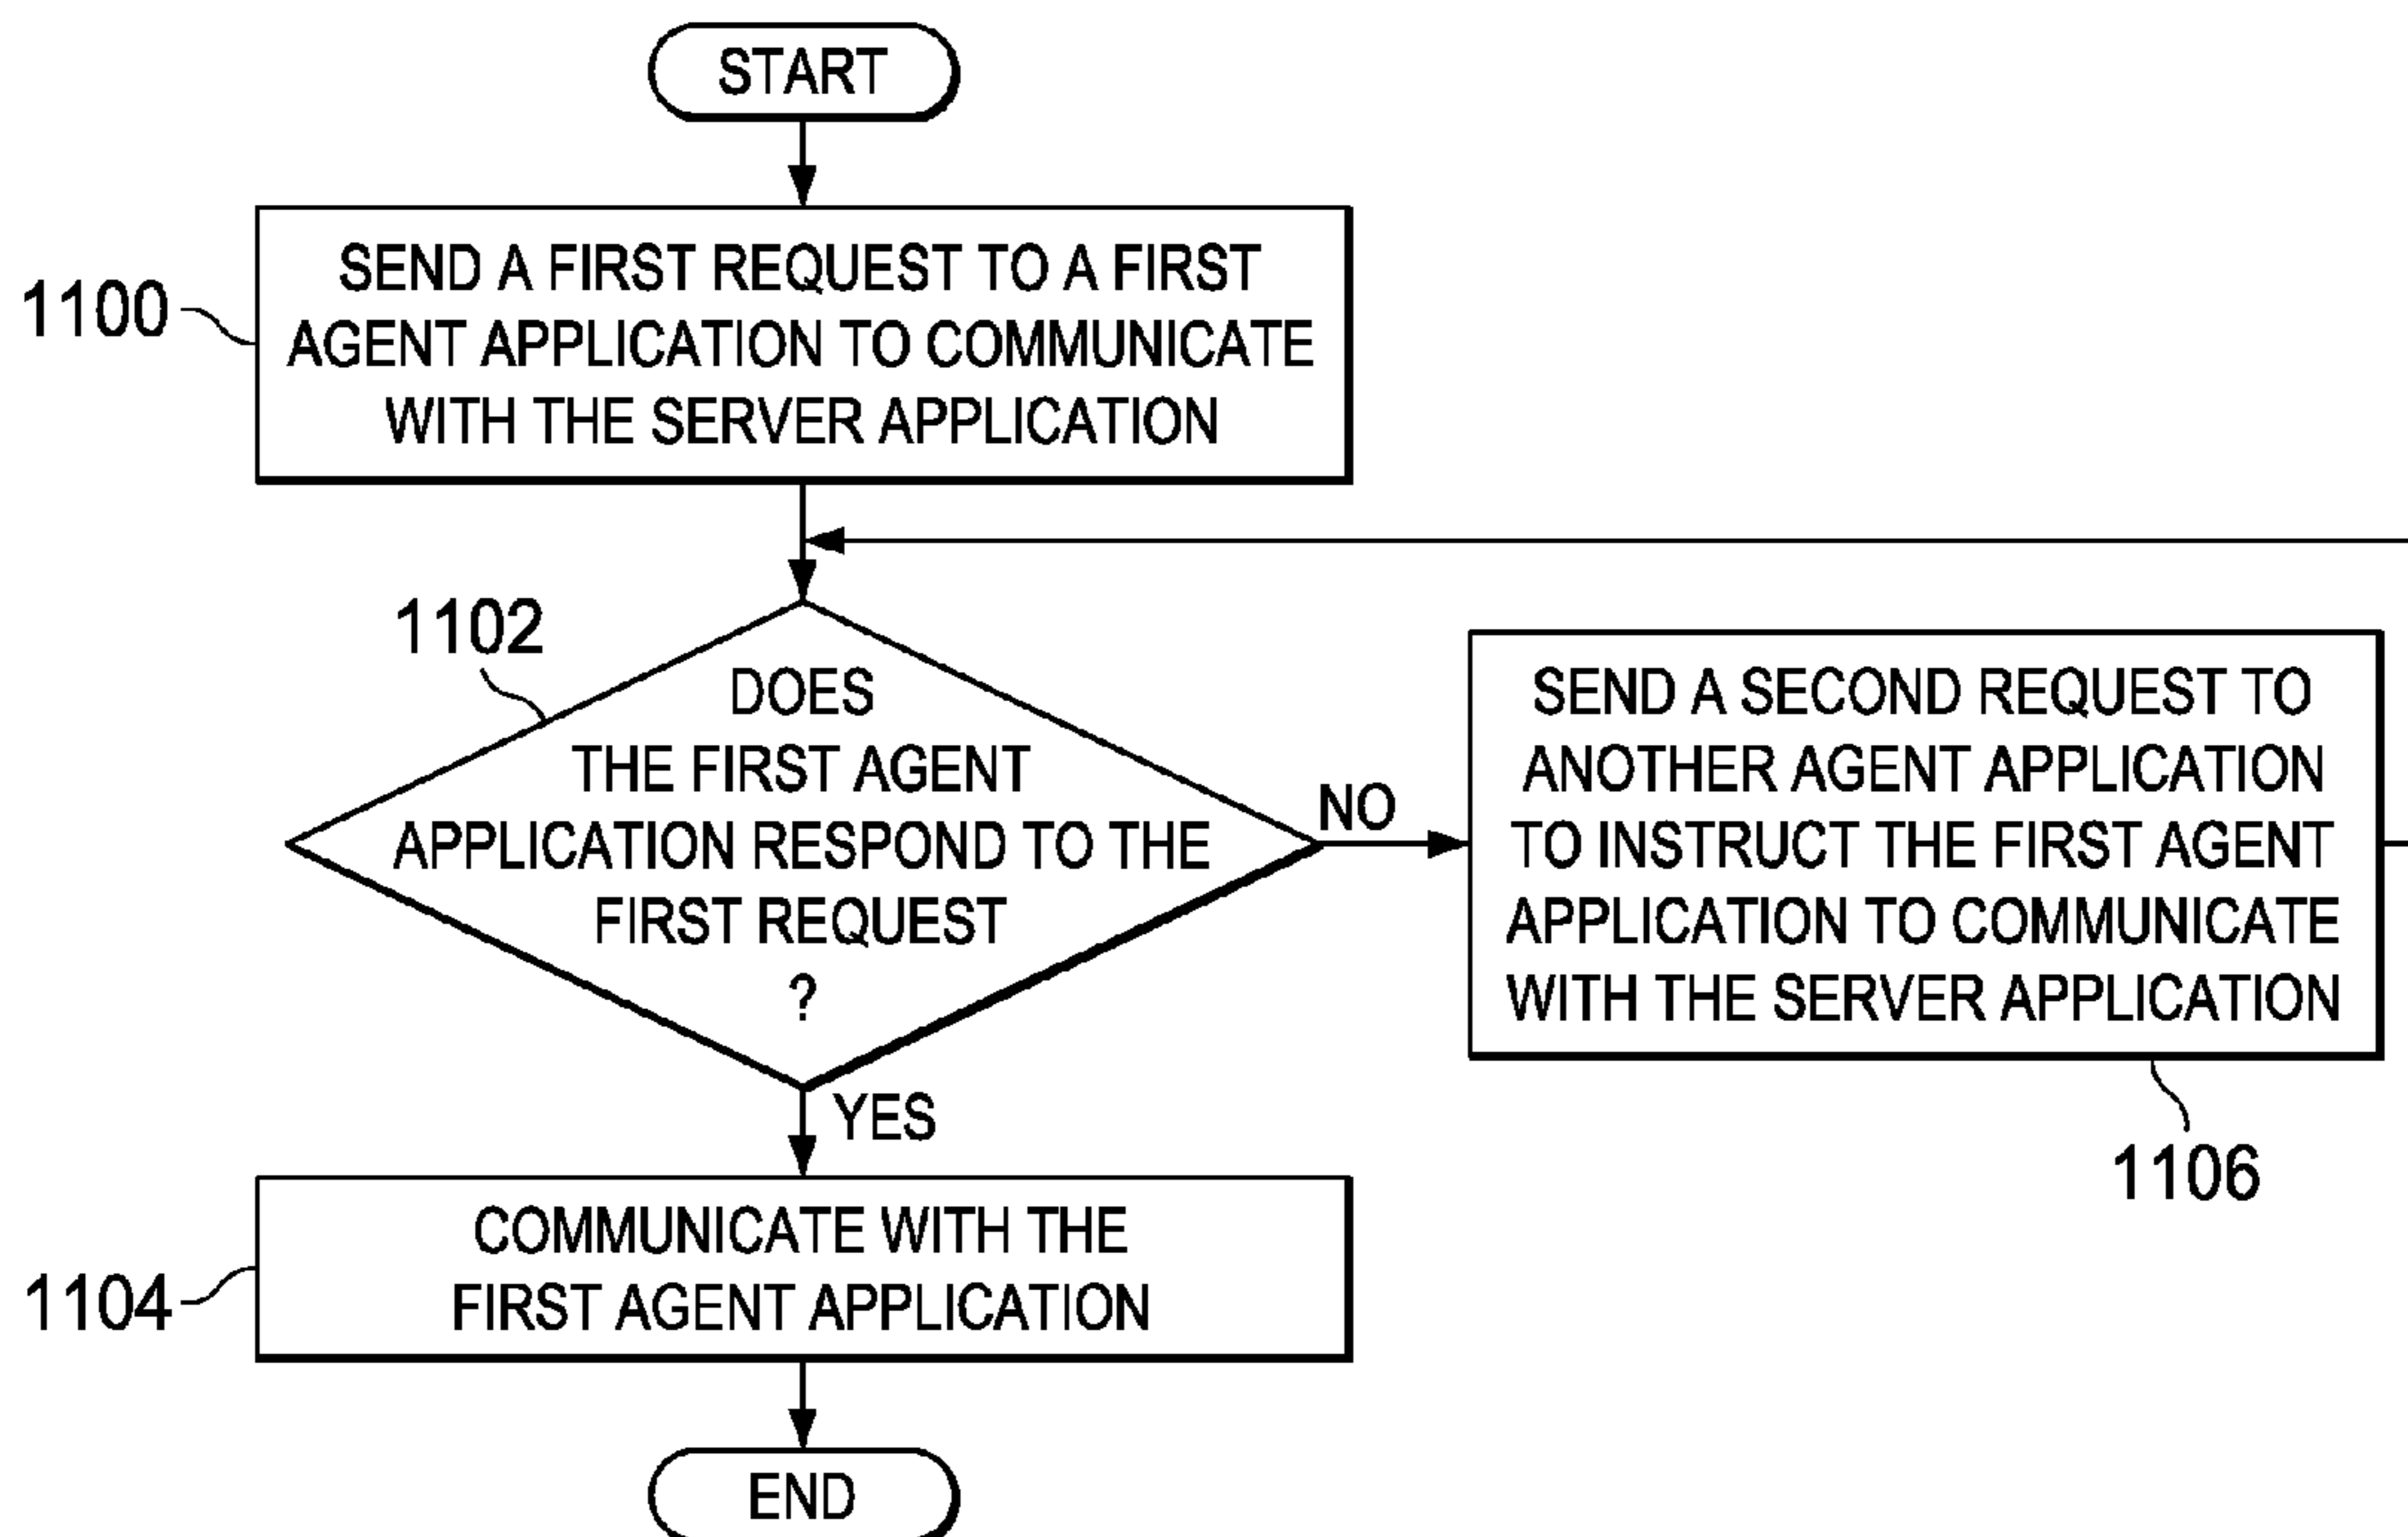 START
1100
SEND A FIRST REQUEST TO A FIRST
AGENT APPLICATION TO COMMUNICATE
WITH THE SERVER APPLICATION
1102
DOES
THE FIRST AGENT
APPLICATION RESPOND TO THE
FIRST REQUEST
?
NO
SEND A SECOND REQUEST TO
ANOTHER AGENT APPLICATION
TO INSTRUCT THE FIRST AGENT
APPLICATION TO COMMUNICATE
WITH THE SERVER APPLICATION
1106
YES
1104
COMMUNICATE WITH THE
FIRST AGENT APPLICATION
END